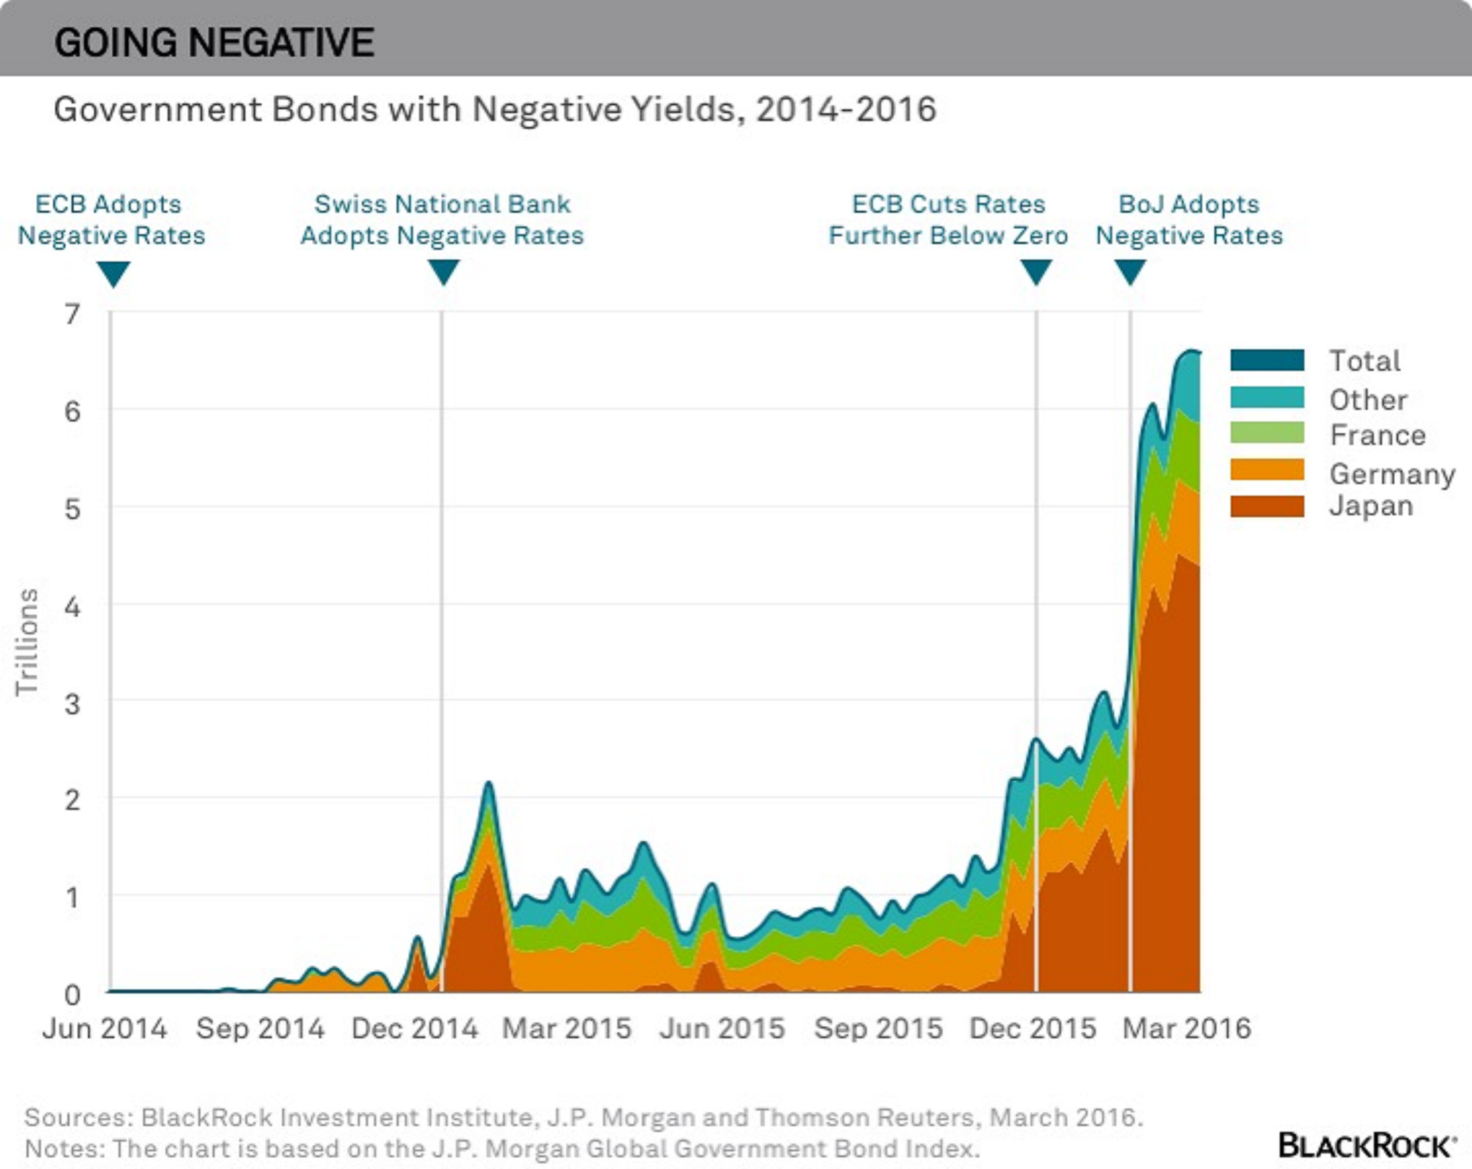 GOING NEGATIVE
Government Bonds with Negative Yields, 2014-2016
ECB Adopts
Negative Rates
Swiss National Bank
Adopts Negative Rates
ECB Cuts Rates
Further Below Zero
BoJ Adopts
Negative Rates
7
6
5
4
3
2
1
0
Trillions
Total
Other
France
Germany
Japan
Jun 2014 Sep 2014 Dec 2014 Mar 2015 Jun 2015 Sep 2015 Dec 2015 Mar 2016
Sources: BlackRock Investment Institute, J.P. Morgan and Thomson Reuters, March 2016.
Notes: The chart is based on the J.P. Morgan Global Government Bond Index.
BLACKROCK®